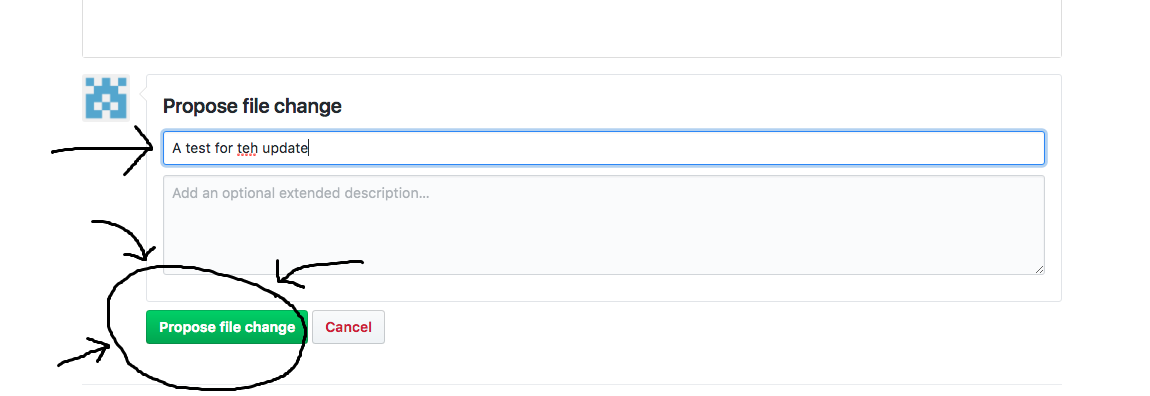 Propose file change
A test for teh update
Add an optional extended description...
Propose file change
Cancel